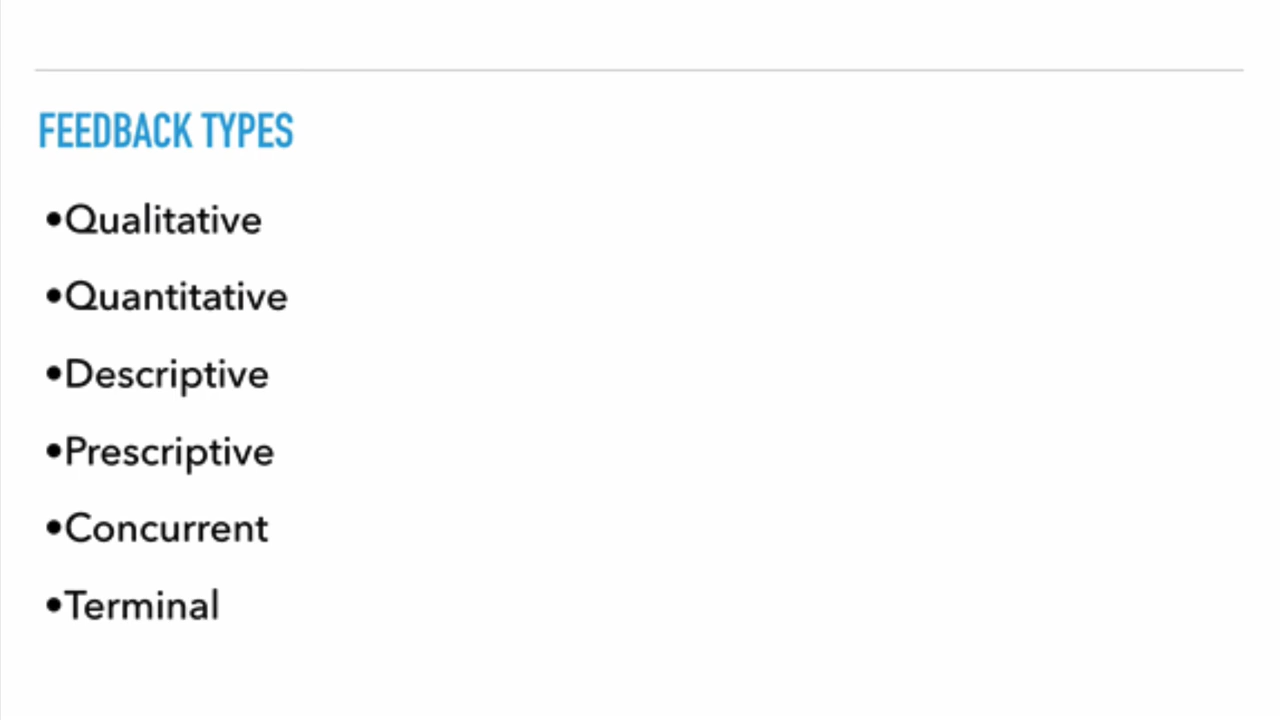 FEEDBACK TYPES
•Qualitative
•Quantitative
•Descriptive
•Prescriptive
•Concurrent
•Terminal